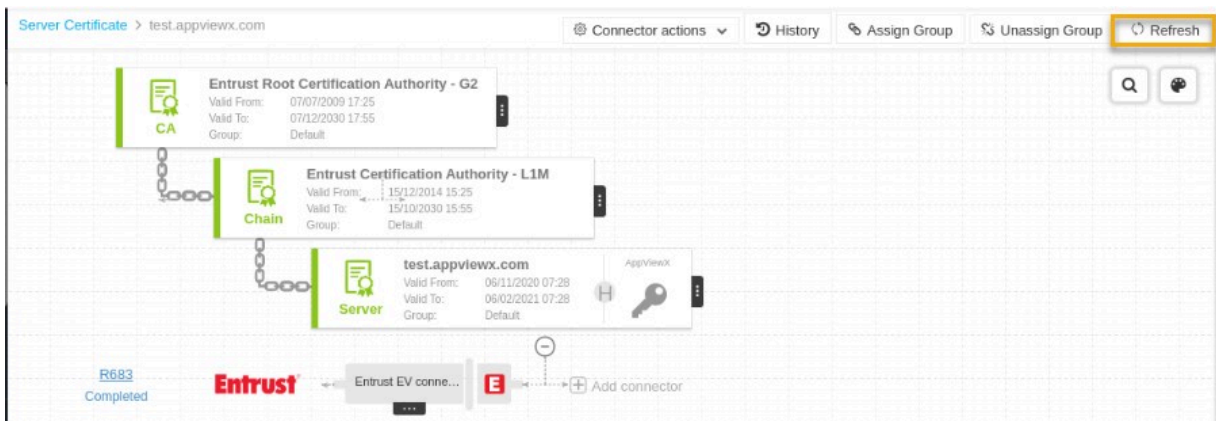 Server Certificate > test.appviewx.com
Connector actions
History
Assign Group
Unassign Group
Refresh
Entrust Root Certification Authority - G2
Valid From: 07/07/2009 17:25
Valid To: 07/12/2030 17:55
Group: Default
CA
Entrust Certification Authority - L1M
Valid From: 15/12/2014 15:25
Valid To: 15/10/2030 15:55
Group: Default
Chain
test.appviewx.com
Valid From: 06/11/2020 07:28
Valid To: 06/02/2021 07:28
Group: Default
Server
AppViewX
H
R683
Completed
Entrust
Entrust EV conne...
E
Add connector